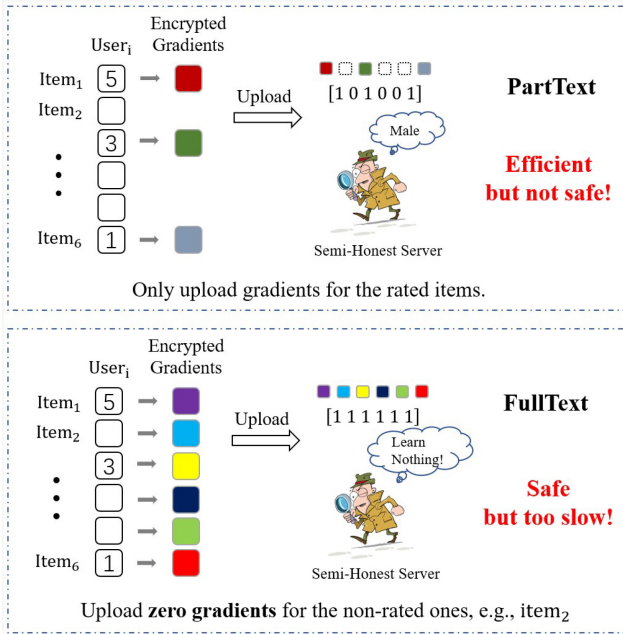 Encrypted
User_i Gradients
Item_1 5
Upload
[1 0 1 0 0 1]
PartText
Item_2
Male
3
Efficient
but not safe!
Item_6 1
Semi-Honest Server
Only upload gradients for the rated items.
Encrypted
User_i Gradients
Item_1 5
Upload
[1 1 1 1 1 1]
FullText
Item_2
Learn
Nothing!
3
Safe
but too slow!
Item_6 1
Semi-Honest Server
Upload zero gradients for the non-rated ones, e.g., item_2